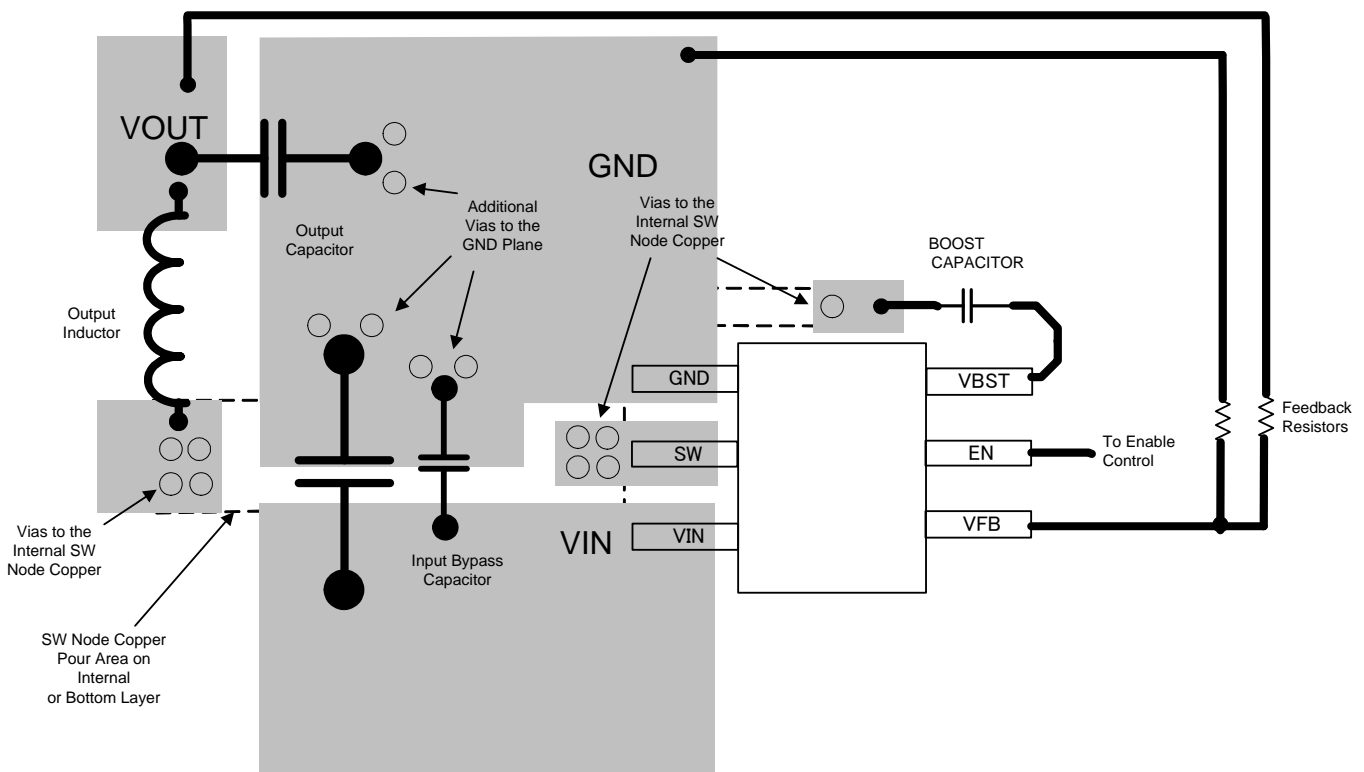 VOUT
GND
Additional
Vias to the
GND Plane
Vias to the
Internal SW
Node Copper
Output
Capacitor
BOOST
CAPACITOR
Output
Inductor
GND
VBST
Feedback
Resistors
SW
EN
To Enable
Control
VFB
VIN
VIN
Vias to the
Internal SW
Node Copper
Input Bypass
Capacitor
SW Node Copper
Pour Area on
Internal
or Bottom Layer